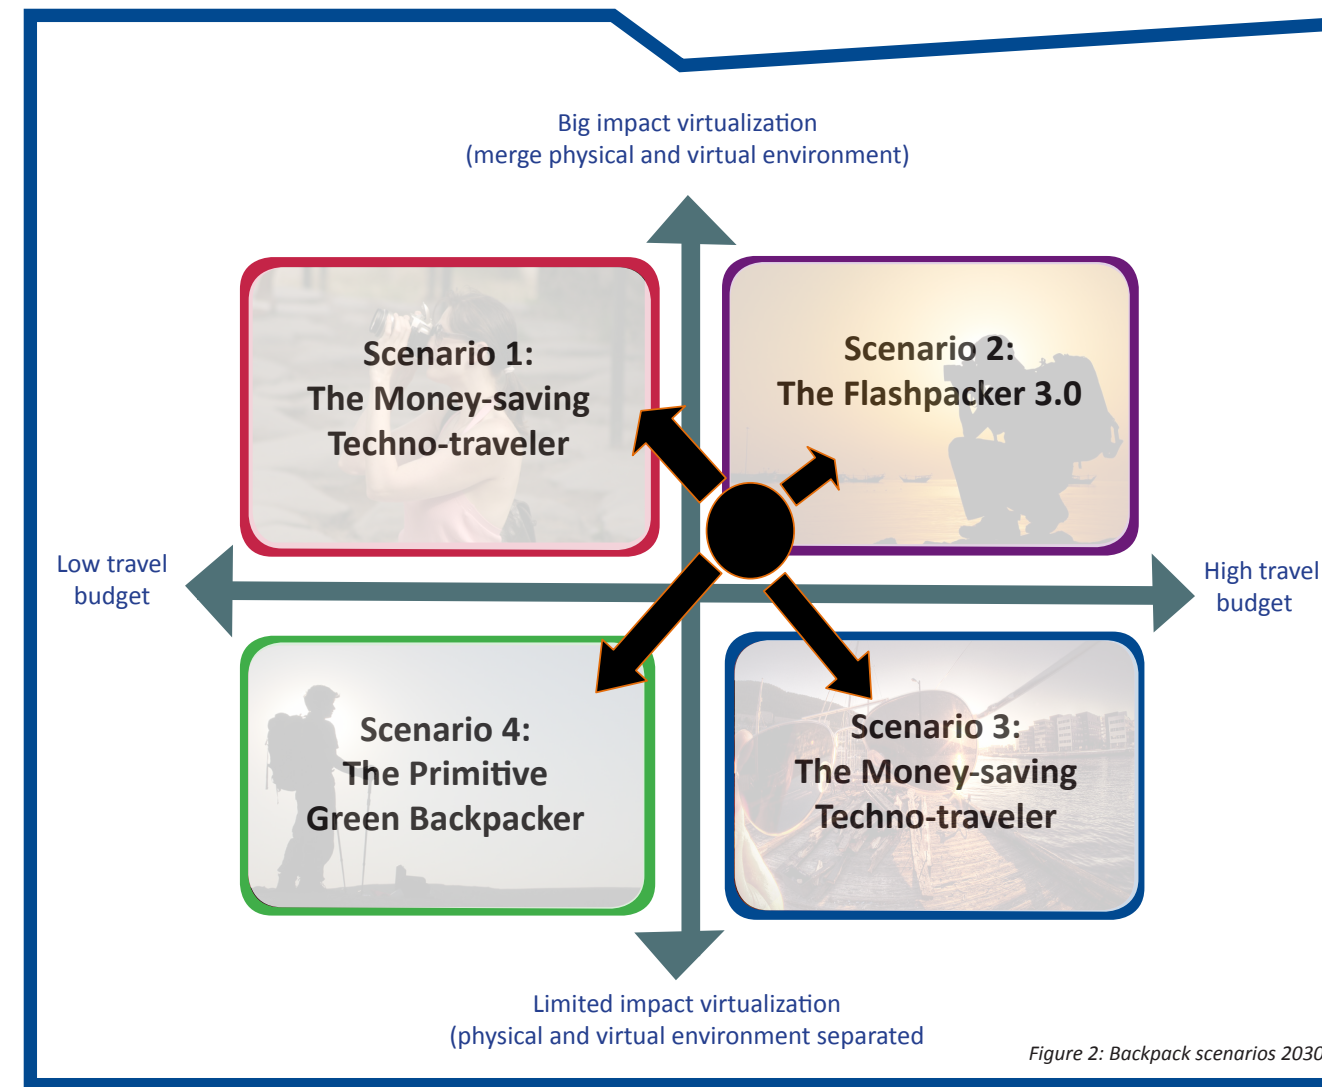 Big impact virtualization
(merge physical and virtual environment)
Scenario 1:
The Money-saving
Techno-traveler
Scenario 2:
The Flashpacker 3.0
Low travel
budget
High travel
budget
Scenario 4:
The Primitive
Green Backpacker
Scenario 3:
The Money-saving
Techno-traveler
Limited impact virtualization
(physical and virtual environment separated
Figure 2: Backpack scenarios 2030